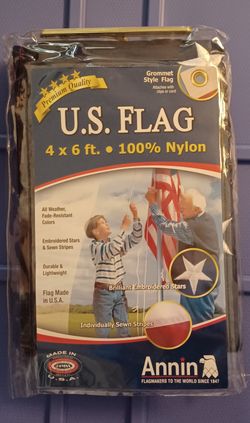 Premium Quality
Grommet
Style Flag
Attaches with
clips or cord
U.S. FLAG
4 x 6 ft. • 100% Nylon
All Weather,
Fade-Resistant
Colors
Embroidered Stars
& Sewn Stripes
Durable &
Lightweight
Flag Made in
U.S.A.
Brilliant Embroidered Stars
Individually Sewn Stripes
MADE IN
U.S.A.
Annin
FLAGMAKERS TO THE WORLD SINCE 1847